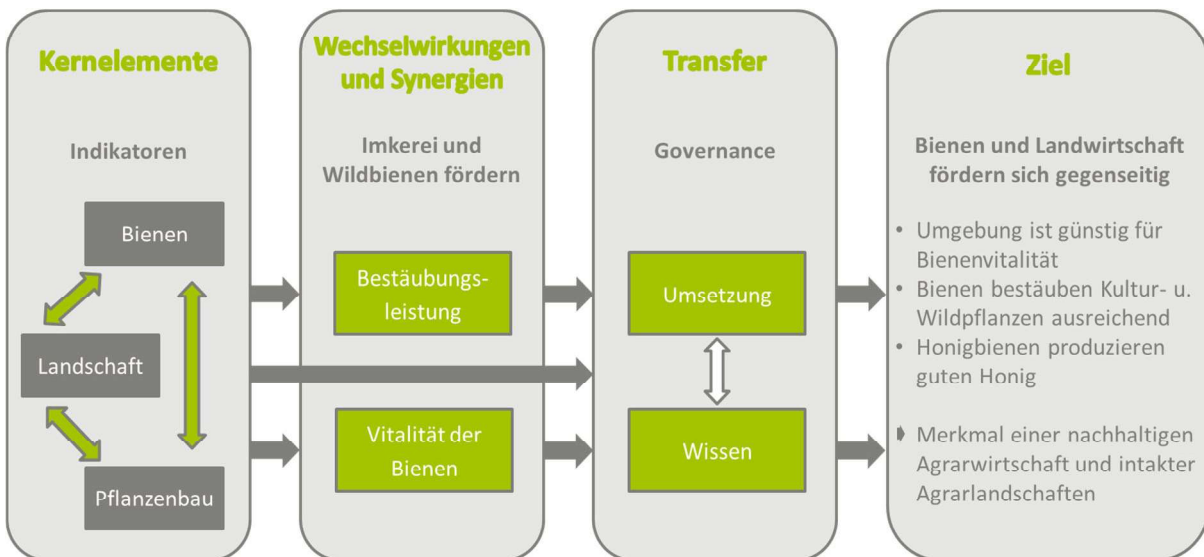 Kernelemente
Indikatoren
Bienen
Landschaft
Pflanzenbau
Wechselwirkungen
und Synergien
Imkerei und
Wildbienen fördern
Bestäubungs-
leistung
Vitalität der
Bienen
Transfer
Governance
Umsetzung
Wissen
Ziel
Bienen und Landwirtschaft
fördern sich gegenseitig
• Umgebung ist günstig für
Bienenvitalität
• Bienen bestäuben Kultur- u.
Wildpflanzen ausreichend
• Honigbienen produzieren
guten Honig
Merkmal einer nachhaltigen
Agrarwirtschaft und intakter
Agrarlandschaften